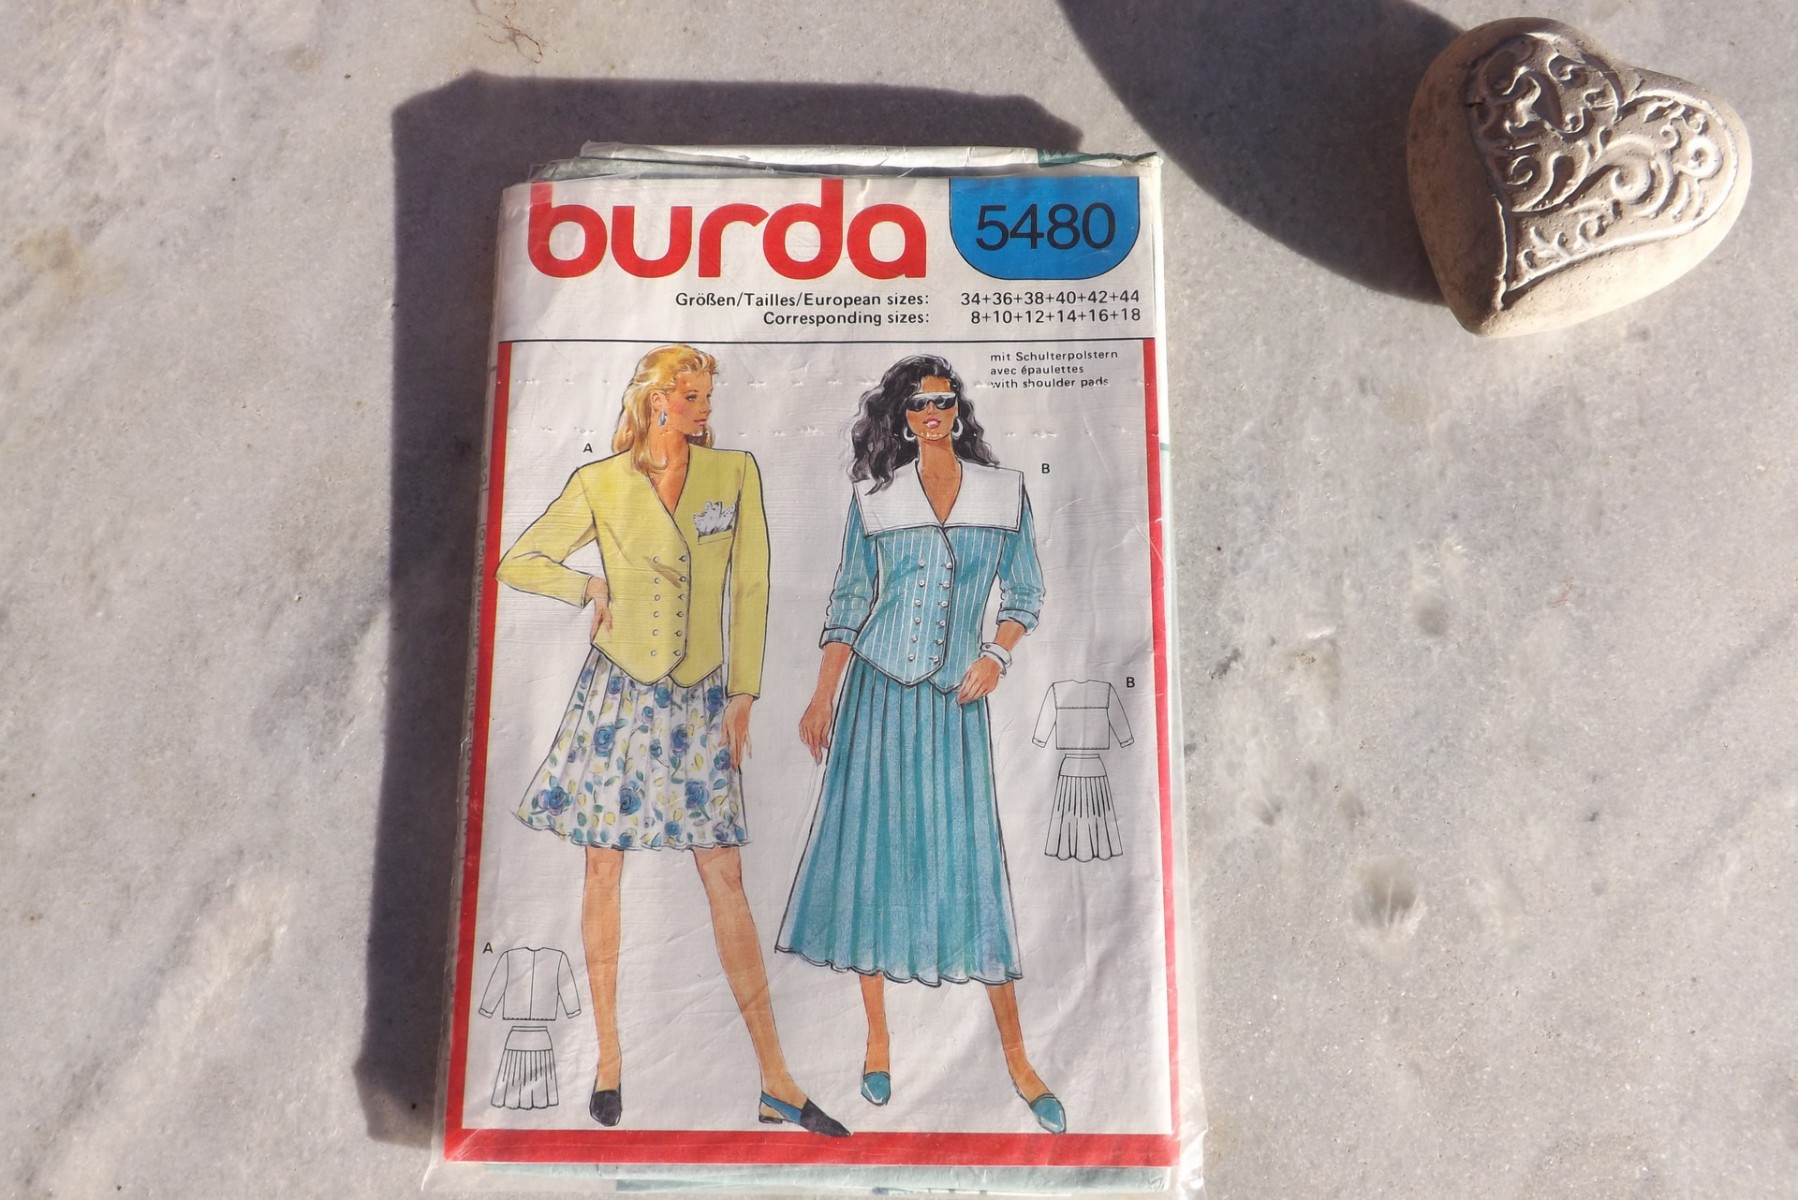 burda
5480
Größen/Tailles/European sizes: 34+36+38+40+42+44
Corresponding sizes: 8+10+12+14+16+18
mit Schulterpolstern
avec épaulettes
with shoulder pads
A
B
B
A